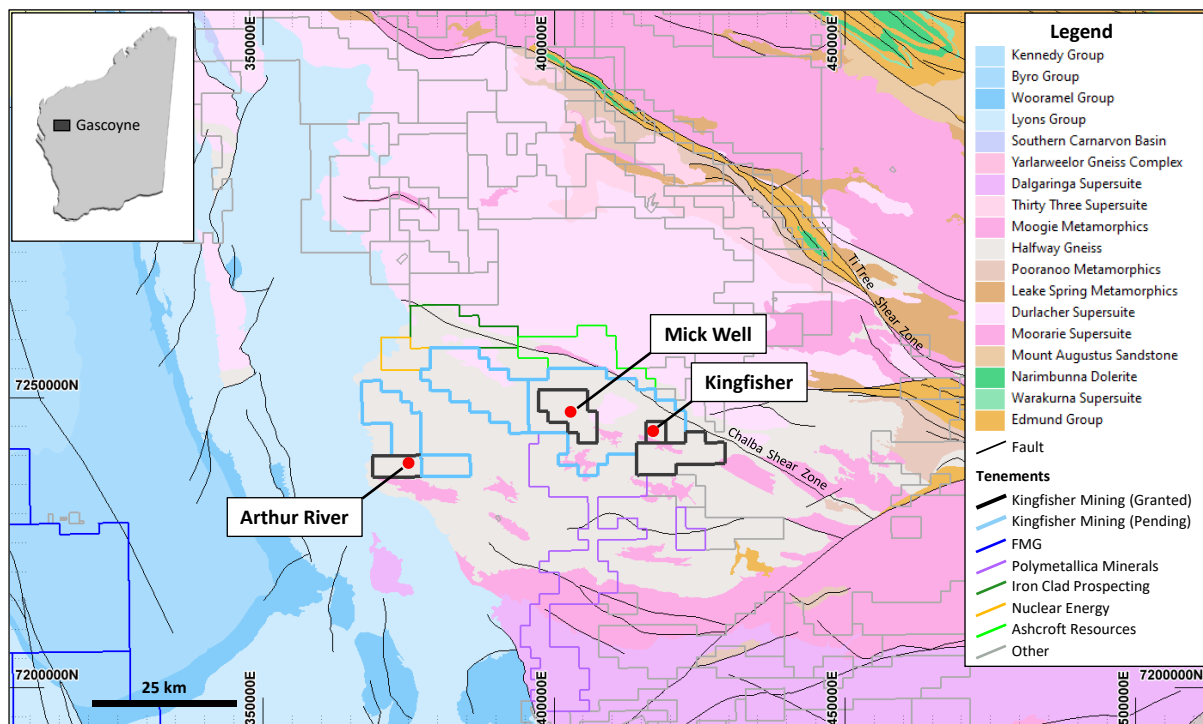 Gascoyne
350000E
400000E
450000E
Legend
Kennedy Group
Byro Group
Wooramel Group
Lyons Group
Southern Carnarvon Basin
Yarlarweelor Gneiss Complex
Dalgaringa Supersuite
Thirty Three Supersuite
Moogie Metamorphics
Halfway Gneiss
Pooranoo Metamorphics
Leake Spring Metamorphics
Durlacher Supersuite
Moorarie Supersuite
Mount Augustus Sandstone
Narimbunna Dolerite
Warakurna Supersuite
Edmund Group
Fault
Tenements
Kingfisher Mining (Granted)
Kingfisher Mining (Pending)
FMG
Polymetallica Minerals
Iron Clad Prospecting
Nuclear Energy
Ashcroft Resources
Other
Ti Tree Shear Zone
Mick Well
Kingfisher
7250000N
Chalba Shear Zone
Arthur River
7200000N
7200000N
25 km
350000E
400000E
450000E
500000E